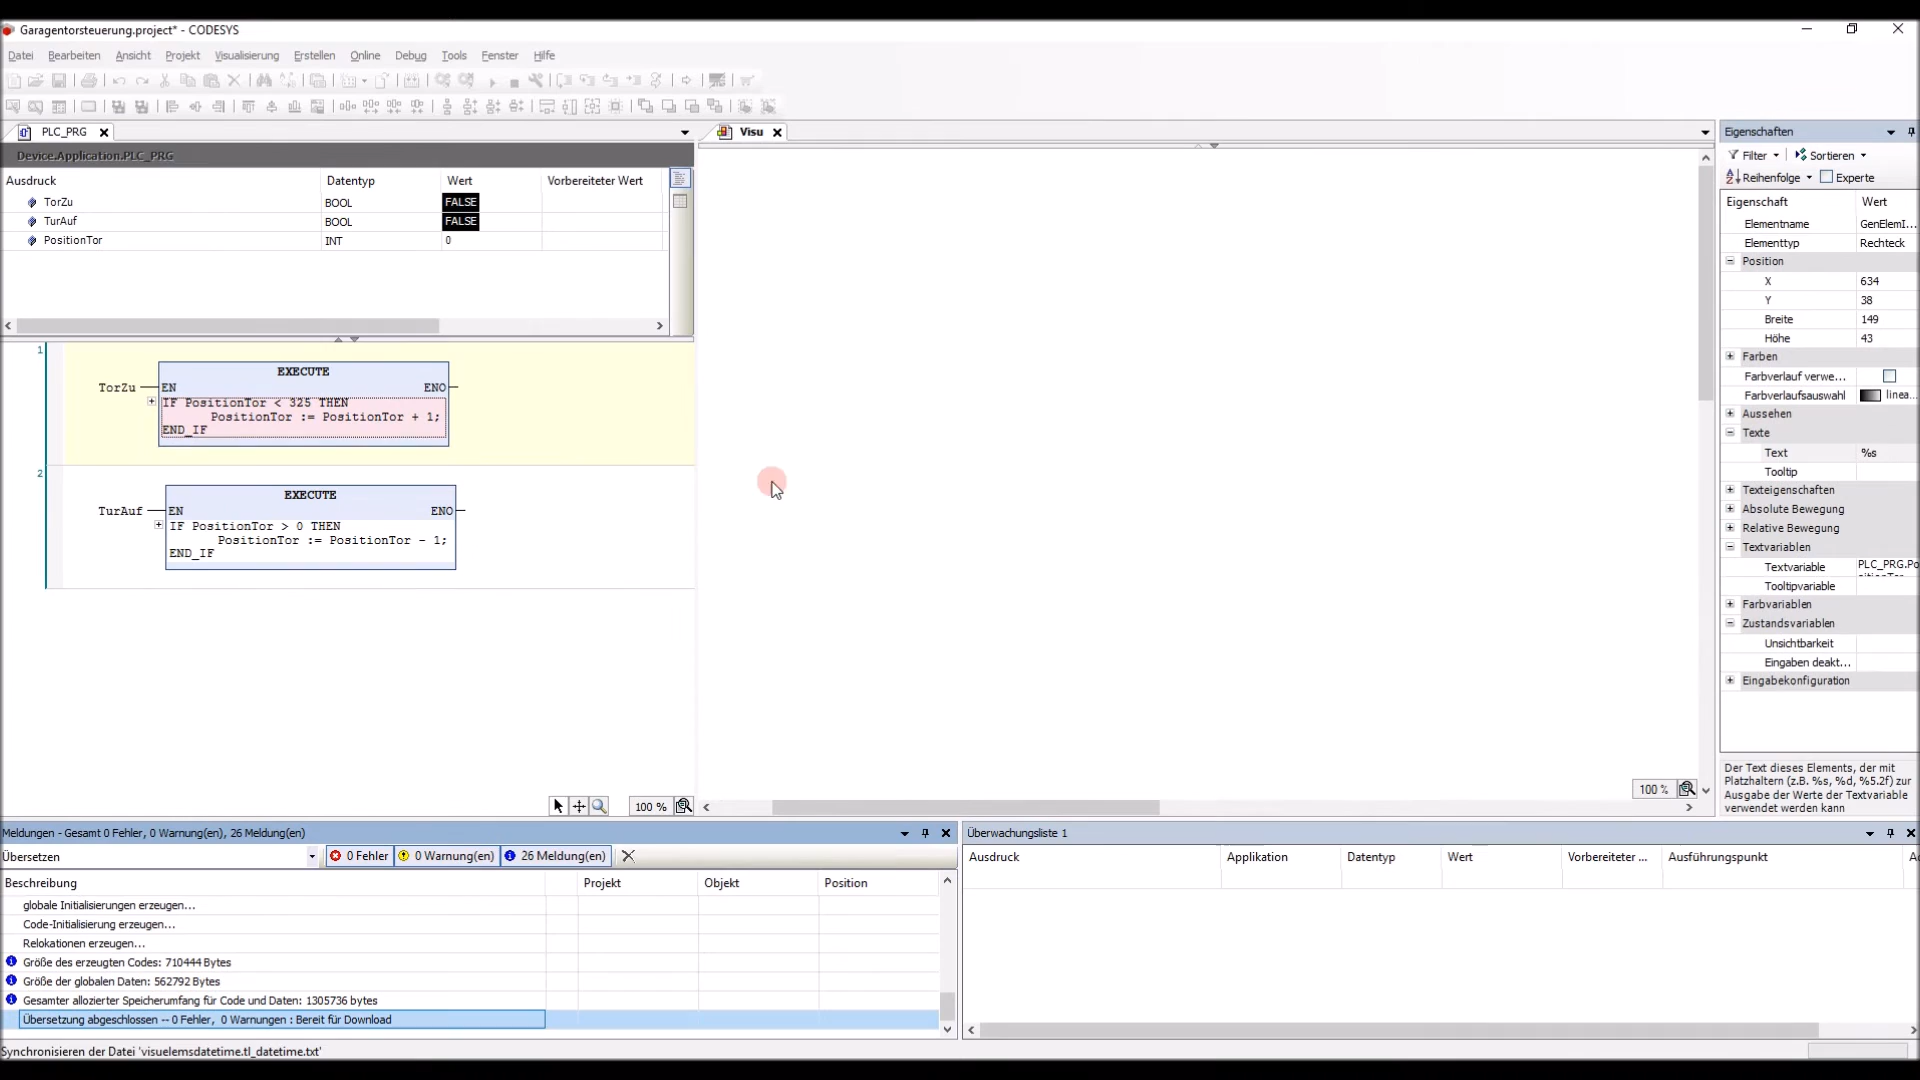 Garagentorsteuerung.project* - CODESYS
Datei Bearbeiten Ansicht Projekt Visualisierung Erstellen Online Debug Tools Fenster Hilfe
PLC_PRG
Device.Application.PLC_PRG
Ausdruck Datentyp Wert Vorbereiteter Wert
TorZu BOOL FALSE
TurAuf BOOL FALSE
PositionTor INT 0
1
EXECUTE
TorZu EN ENO
IF PositionTor < 325 THEN
PositionTor := PositionTor + 1;
END_IF
2
EXECUTE
TurAuf EN ENO
IF PositionTor > 0 THEN
PositionTor := PositionTor - 1;
END_IF
100 %
Visu
100 %
Eigenschaften
Filter Sortieren
Reihenfolge Experte
Eigenschaft Wert
Elementname GenElemI...
Elementtyp Rechteck
Position
X 634
Y 38
Breite 149
Höhe 43
Farben
Farbverlauf verwe...
Farbverlaufsauswahl linea...
Aussehen
Texte
Text %s
Tooltip
Texteigenschaften
Absolute Bewegung
Relative Bewegung
Textvariablen
Textvariable PLC_PRG.Po
Tooltipvariable
Farbvariablen
Zustandsvariablen
Unsichtbarkeit
Eingaben deakt...
Eingabekonfiguration
Der Text dieses Elements, der mit
Platzhaltern (z.B. %s, %d, %5.2f) zur
Ausgabe der Werte der Textvariable
verwendet werden kann
Meldungen - Gesamt 0 Fehler, 0 Warnung(en), 26 Meldung(en)
Übersetzen 0 Fehler 0 Warnung(en) 26 Meldung(en)
Beschreibung Projekt Objekt Position
globale Initialisierungen erzeugen...
Code-Initialisierung erzeugen...
Relokationen erzeugen...
Größe des erzeugten Codes: 710444 Bytes
Größe der globalen Daten: 562792 Bytes
Gesamter allozierter Speicherumfang für Code und Daten: 1305736 bytes
Übersetzung abgeschlossen -- 0 Fehler, 0 Warnungen : Bereit für Download
Überwachungsliste 1
Ausdruck Applikation Datentyp Wert Vorbereiteter ... Ausführungspunkt
Synchronisieren der Datei 'visuelemsdatetime.tl_datetime.txt'